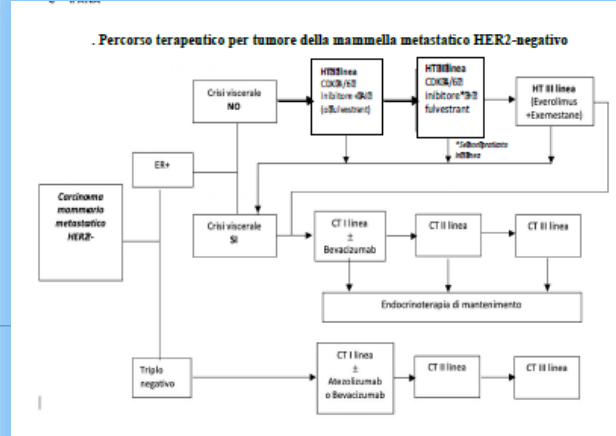 . Percorso terapeutico per tumore della mammella metastatico HER2-negativo
Crisi viscerale
NO
inibitore
fulvestrant
HT III linea
(Everolimus
+Exemestane)
ER+
Carcinoma
mammario
metastatico
Crisi viscerale
SI
CT I linea
±
Bevacizumab
CT II linea
CT III linea
Endocrinoterapia di mantenimento
Triplo
negativo
CT I linea
±
Atezolizumab
o Bevacizumab
CT II linea
CT III linea